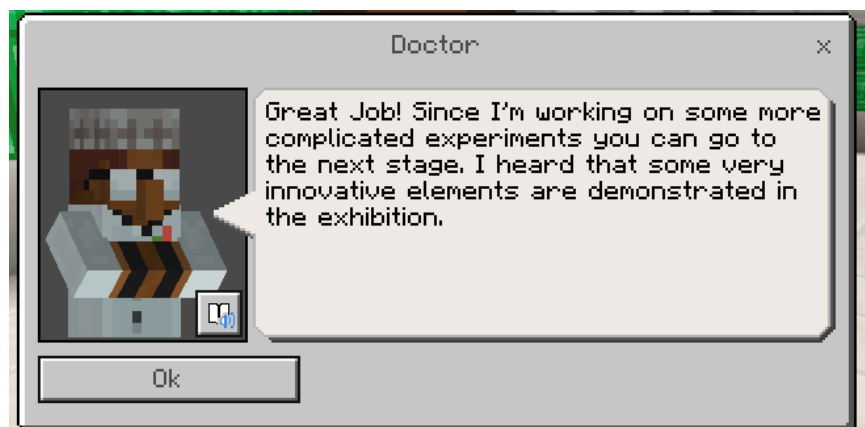 Doctor
x
Great Job! Since I'm working on some more
complicated experiments you can go to
the next stage. I heard that some very
innovative elements are demonstrated in
the exhibition.
Ok